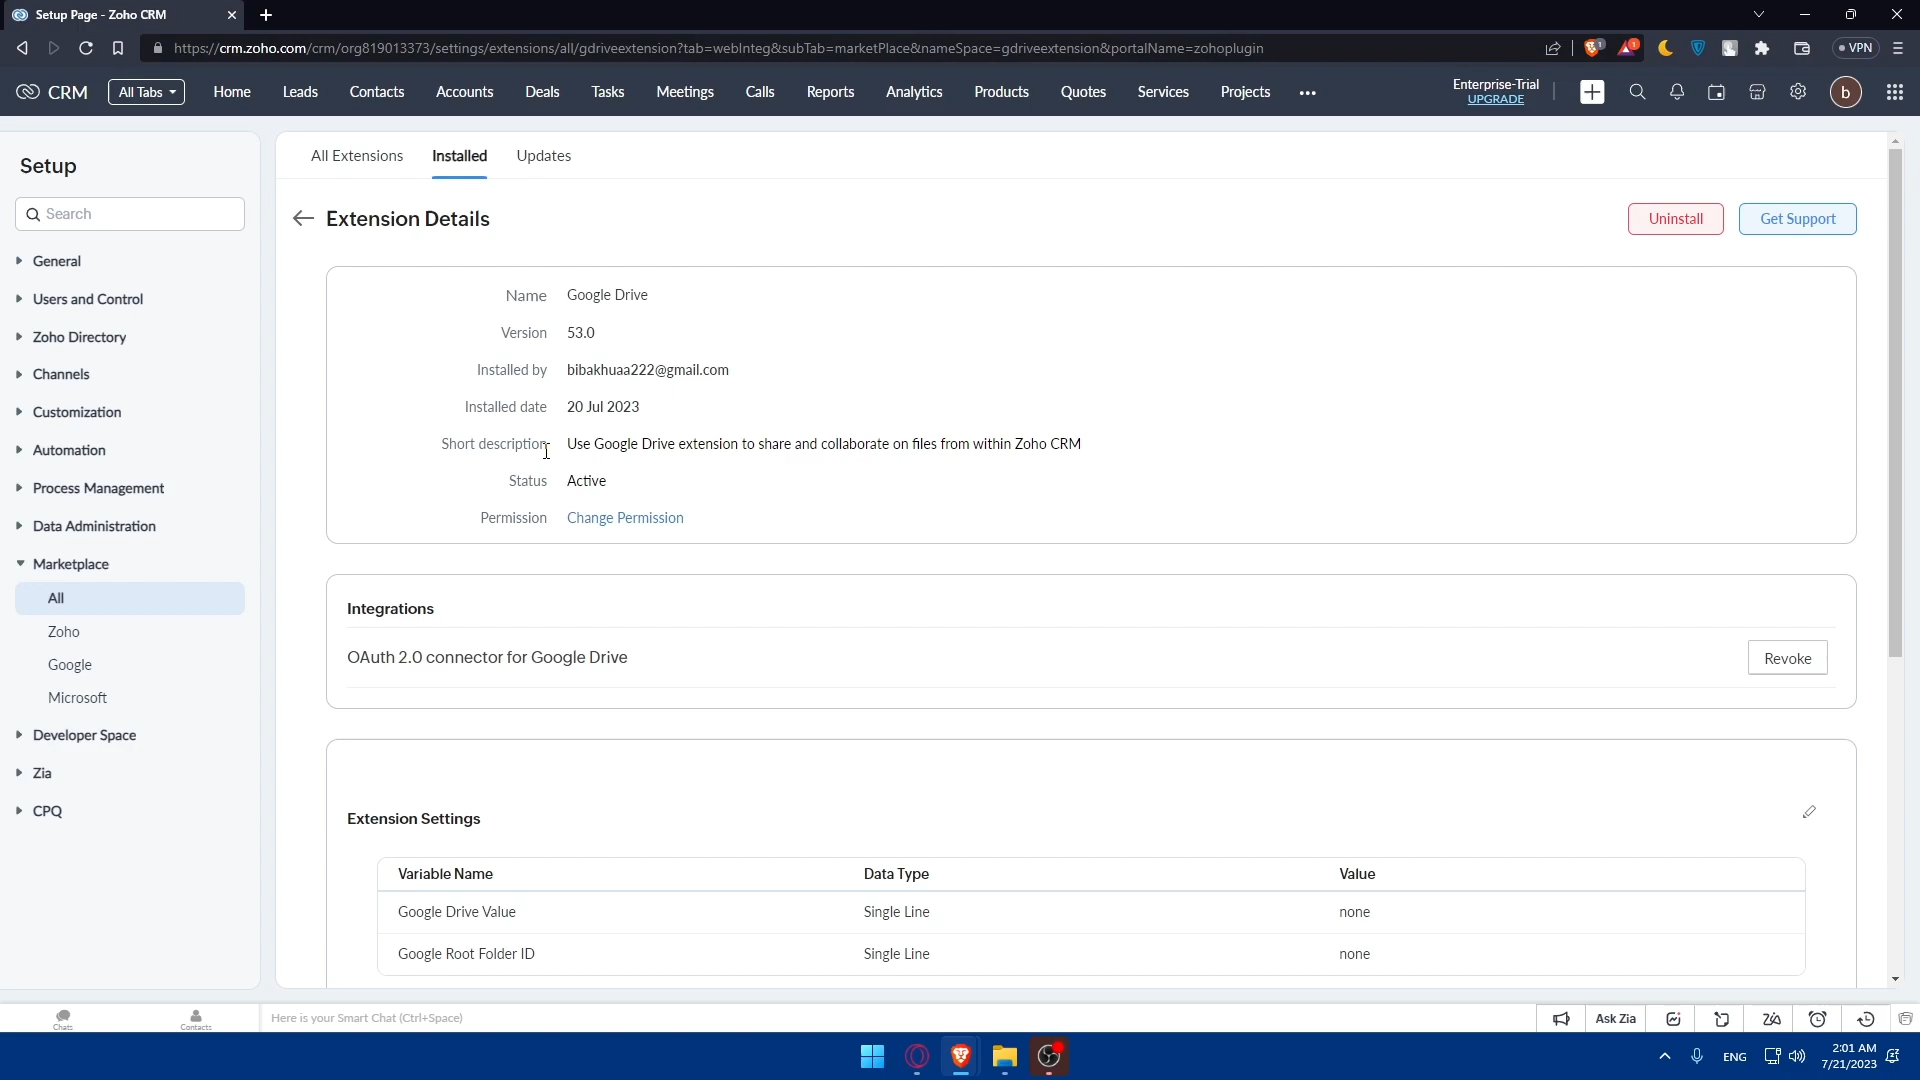 Setup Page - Zoho CRM
https://crm.zoho.com/crm/org819013373/settings/extensions/all/gdriveextension?tab=webInteg&subTab=marketPlace&nameSpace=gdriveextension&portalName=zohoplugin
1
1
VPN
CRM
All Tabs
Home
Leads
Contacts
Accounts
Deals
Tasks
Meetings
Calls
Reports
Analytics
Products
Quotes
Services
Projects
Enterprise-Trial
UPGRADE
b
Setup
Search
General
Users and Control
Zoho Directory
Channels
Customization
Automation
Process Management
Data Administration
Marketplace
All
Zoho
Google
Microsoft
Developer Space
Zia
CPQ
All Extensions
Installed
Updates
Extension Details
Uninstall
Get Support
Name Google Drive
Version 53.0
Installed by bibakhuaa222@gmail.com
Installed date 20 Jul 2023
Short description Use Google Drive extension to share and collaborate on files from within Zoho CRM
Status Active
Permission Change Permission
Integrations
OAuth 2.0 connector for Google Drive
Revoke
Extension Settings
Variable Name Data Type Value
Google Drive Value Single Line none
Google Root Folder ID Single Line none
Chats
Contacts
Here is your Smart Chat (Ctrl+Space)
Ask Zia
ENG
2:01 AM
7/21/2023